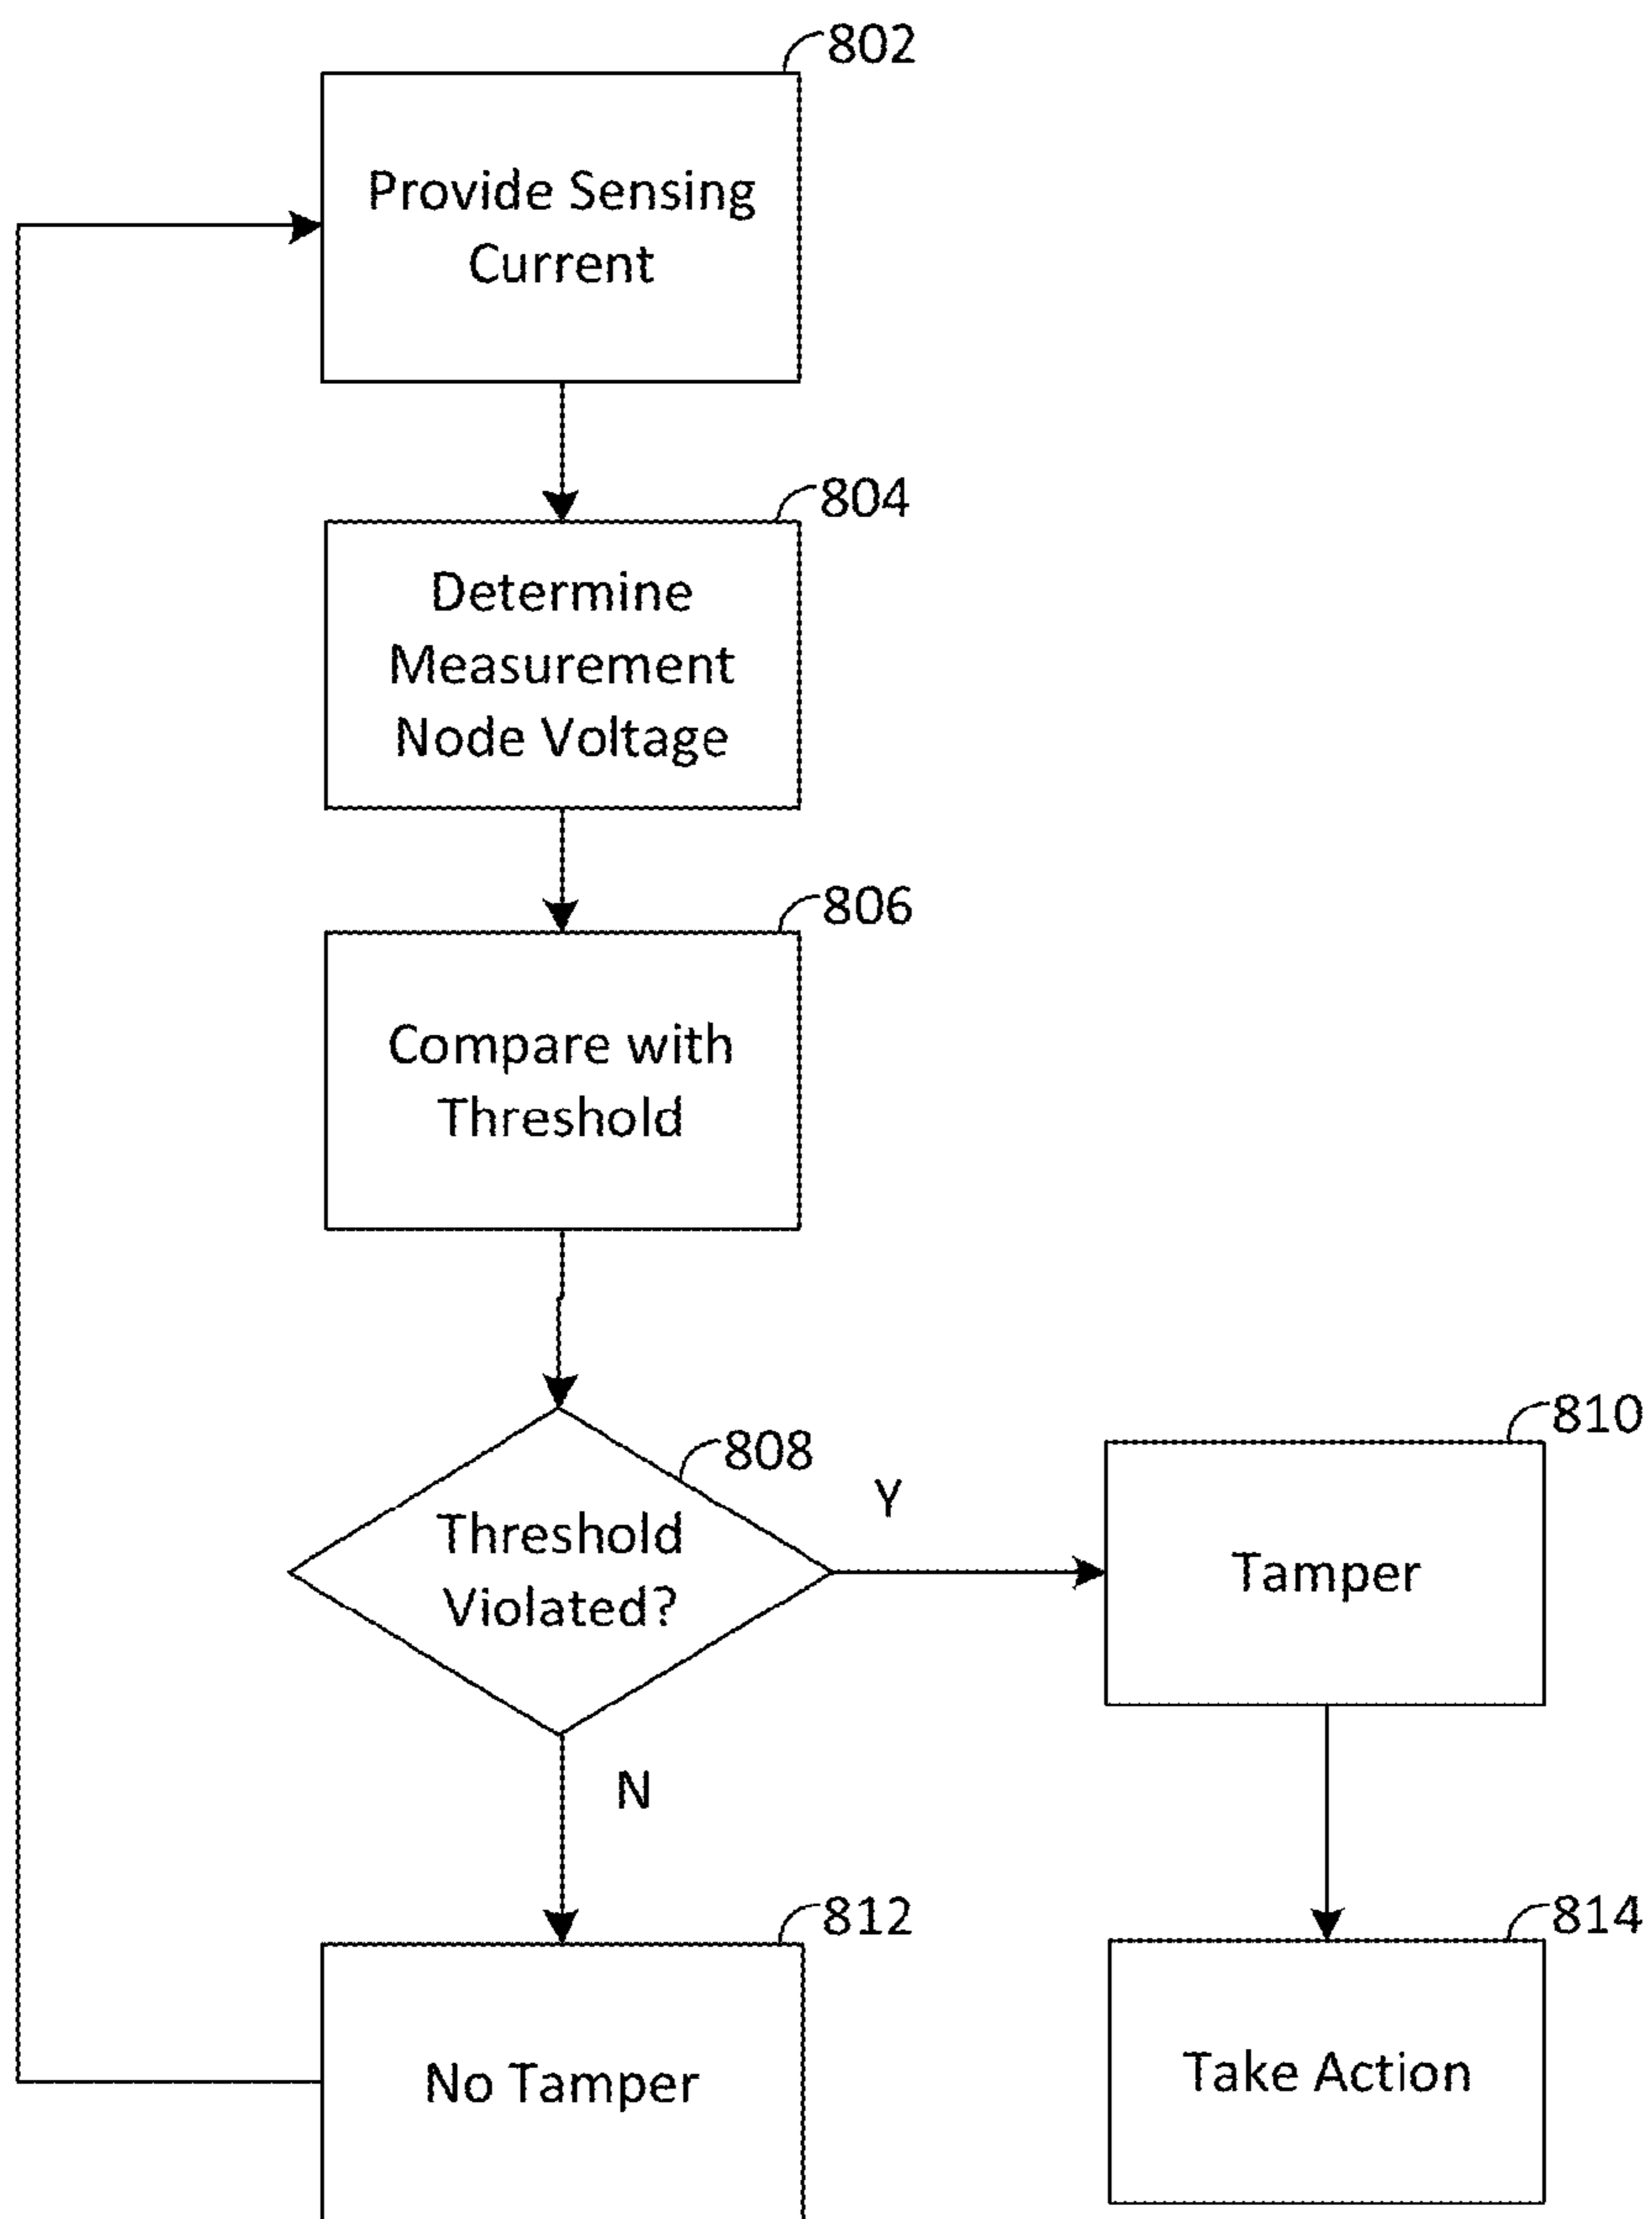 802
Provide Sensing
Current
804
Determine
Measurement
Node Voltage
806
Compare with
Threshold
808
Threshold
Violated?
Y
810
Tamper
N
812
No Tamper
814
Take Action